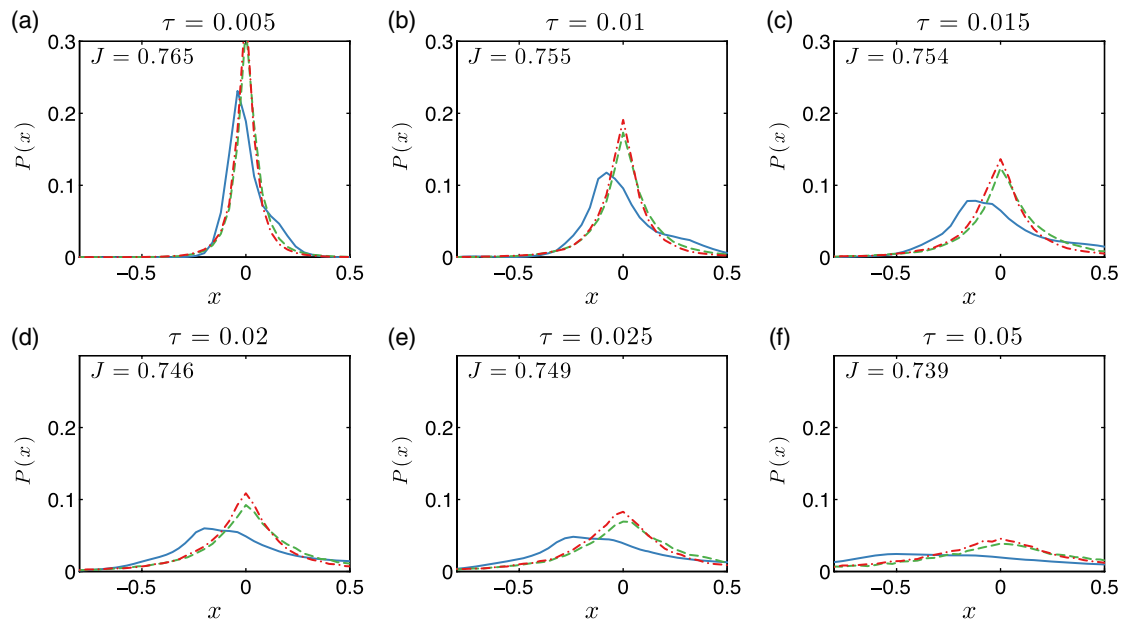 (a) τ = 0.005
J = 0.765
0.3
0.2
0.1
0
P(x)
−0.5 0 0.5
x
(b) τ = 0.01
J = 0.755
0.3
0.2
0.1
0
P(x)
−0.5 0 0.5
x
(c) τ = 0.015
J = 0.754
0.3
0.2
0.1
0
P(x)
−0.5 0 0.5
x
(d) τ = 0.02
J = 0.746
0.2
0.1
0
P(x)
−0.5 0 0.5
x
(e) τ = 0.025
J = 0.749
0.2
0.1
0
P(x)
−0.5 0 0.5
x
(f) τ = 0.05
J = 0.739
0.2
0.1
0
P(x)
−0.5 0 0.5
x